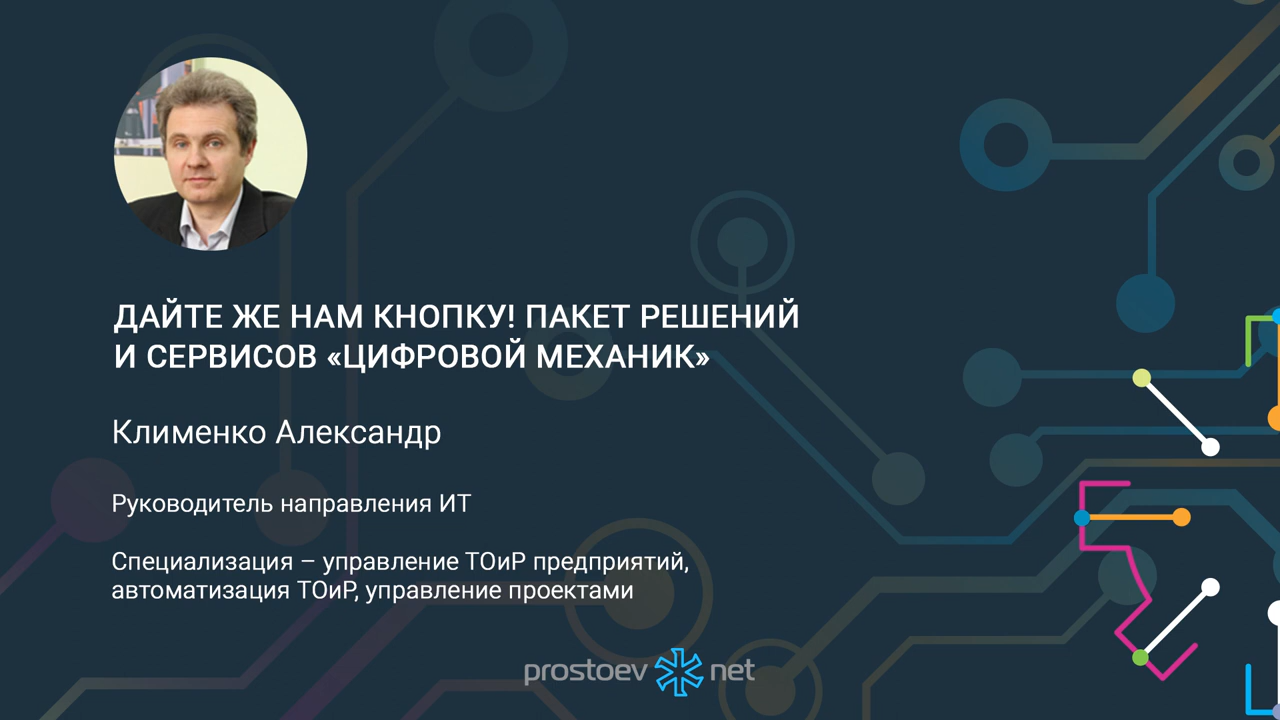 ДАЙТЕ ЖЕ НАМ КНОПКУ! ПАКЕТ РЕШЕНИЙ
И СЕРВИСОВ «ЦИФРОВОЙ МЕХАНИК»
Клименко Александр
Руководитель направления ИТ
Специализация – управление ТОиР предприятий,
автоматизация ТОиР, управление проектами
prostoev net